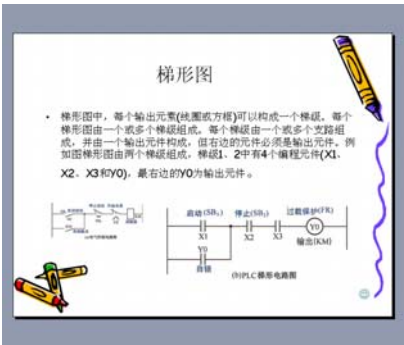 梯形图
• 梯形图中，每个输出元素(线圈或方框)可以构成一个梯级。每个
梯形图由一个或多个梯级组成。每个梯级由一个或多个支路组
成，并由一个输出元件构成，但右边的元件必须是输出元件。例
如图梯形图由两个梯级组成，梯级1、2中有4个编程元件(X1、
X2、X3和Y0)，最右边的Y0为输出元件。
启动(SB₁) 停止(SB₂) 过载保护(FR)
X1 X2 X3 Y0
Y0 输出(KM)
自锁
(b)PLC梯形电路图